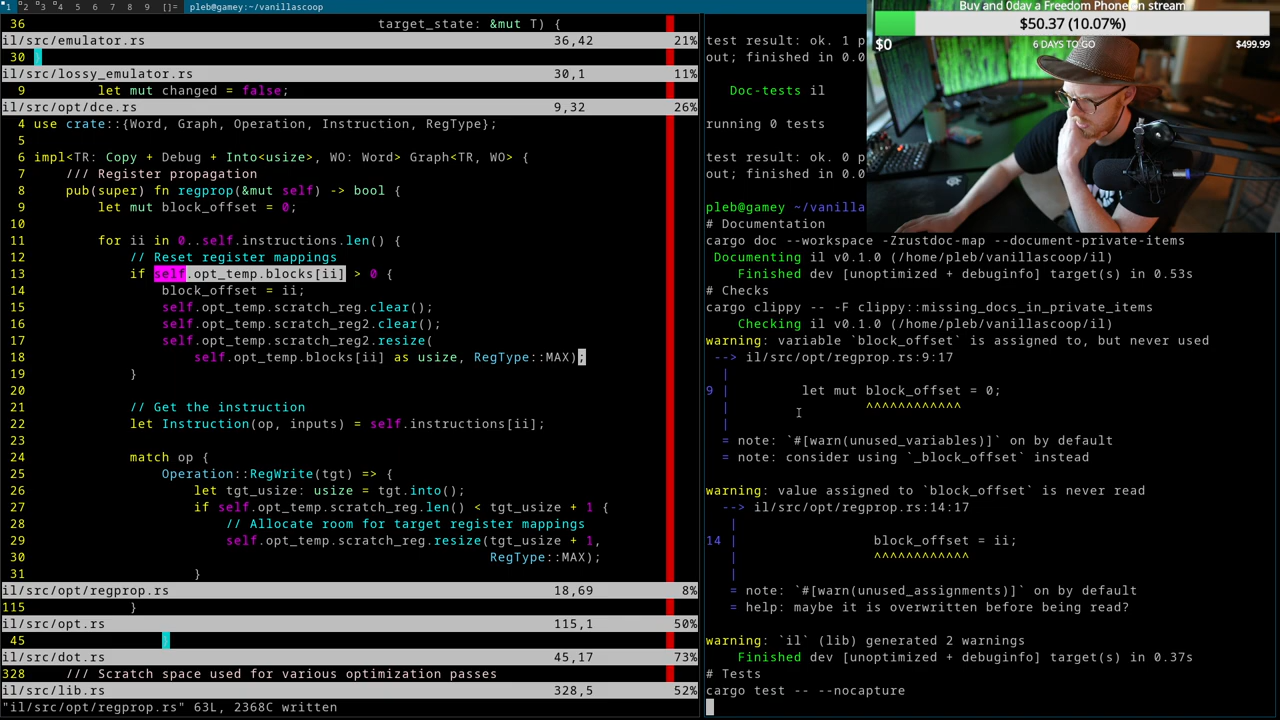 1 2 3 4 5 6 7 8 9 []= pleb@gamey:~/vanillascoop
36 target_state: &mut T) {
il/src/emulator.rs 36,42 21%
30 }
il/src/lossy_emulator.rs 30,1 11%
9 let mut changed = false;
il/src/opt/dce.rs 9,32 26%
4 use crate::{Word, Graph, Operation, Instruction, RegType};
5
6 impl<TR: Copy + Debug + Into<usize>, WO: Word> Graph<TR, WO> {
7 /// Register propagation
8 pub(super) fn regprop(&mut self) -> bool {
9 let mut block_offset = 0;
10
11 for ii in 0..self.instructions.len() {
12 // Reset register mappings
13 if self.opt_temp.blocks[ii] > 0 {
14 block_offset = ii;
15 self.opt_temp.scratch_reg.clear();
16 self.opt_temp.scratch_reg2.clear();
17 self.opt_temp.scratch_reg2.resize(
18 self.opt_temp.blocks[ii] as usize, RegType::MAX);
19 }
20
21 // Get the instruction
22 let Instruction(op, inputs) = self.instructions[ii];
23
24 match op {
25 Operation::RegWrite(tgt) => {
26 let tgt_usize: usize = tgt.into();
27 if self.opt_temp.scratch_reg.len() < tgt_usize + 1 {
28 // Allocate room for target register mappings
29 self.opt_temp.scratch_reg.resize(tgt_usize + 1,
30 RegType::MAX);
31 }
il/src/opt/regprop.rs 18,69 8%
115 }
il/src/opt.rs 115,1 50%
45 }
il/src/dot.rs 45,17 73%
328 /// Scratch space used for various optimization passes
il/src/lib.rs 328,5 52%
"il/src/opt/regprop.rs" 63L, 2368C written
test result: ok. 1 p
out; finished in 0.0
Doc-tests il
running 0 tests
test result: ok. 0 p
out; finished in 0.0
pleb@gamey ~/vanilla
# Documentation
cargo doc --workspace -Zrustdoc-map --document-private-items
Documenting il v0.1.0 (/home/pleb/vanillascoop/il)
Finished dev [unoptimized + debuginfo] target(s) in 0.53s
# Checks
cargo clippy -- -F clippy::missing_docs_in_private_items
Checking il v0.1.0 (/home/pleb/vanillascoop/il)
warning: variable `block_offset` is assigned to, but never used
--> il/src/opt/regprop.rs:9:17
|
9 | let mut block_offset = 0;
| ^^^^^^^^^^^^
|
= note: `#[warn(unused_variables)]` on by default
= note: consider using `_block_offset` instead
warning: value assigned to `block_offset` is never read
--> il/src/opt/regprop.rs:14:17
|
14 | block_offset = ii;
| ^^^^^^^^^^^^
|
= note: `#[warn(unused_assignments)]` on by default
= help: maybe it is overwritten before being read?
warning: `il` (lib) generated 2 warnings
Finished dev [unoptimized + debuginfo] target(s) in 0.37s
# Tests
cargo test -- --nocapture
Buy and 0day a Freedom Phone on stream
$50.37 (10.07%)
$0 6 DAYS TO GO $499.99